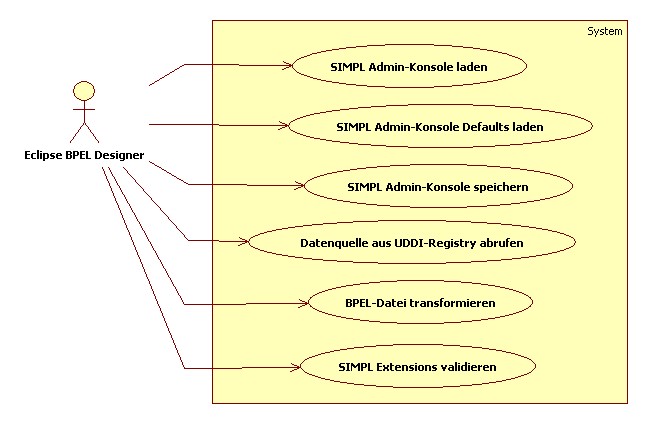 System
SIMPL Admin-Konsole laden
SIMPL Admin-Konsole Defaults laden
Eclipse BPEL Designer
SIMPL Admin-Konsole speichern
Datenquelle aus UDDI-Registry abrufen
BPEL-Datei transformieren
SIMPL Extensions validieren